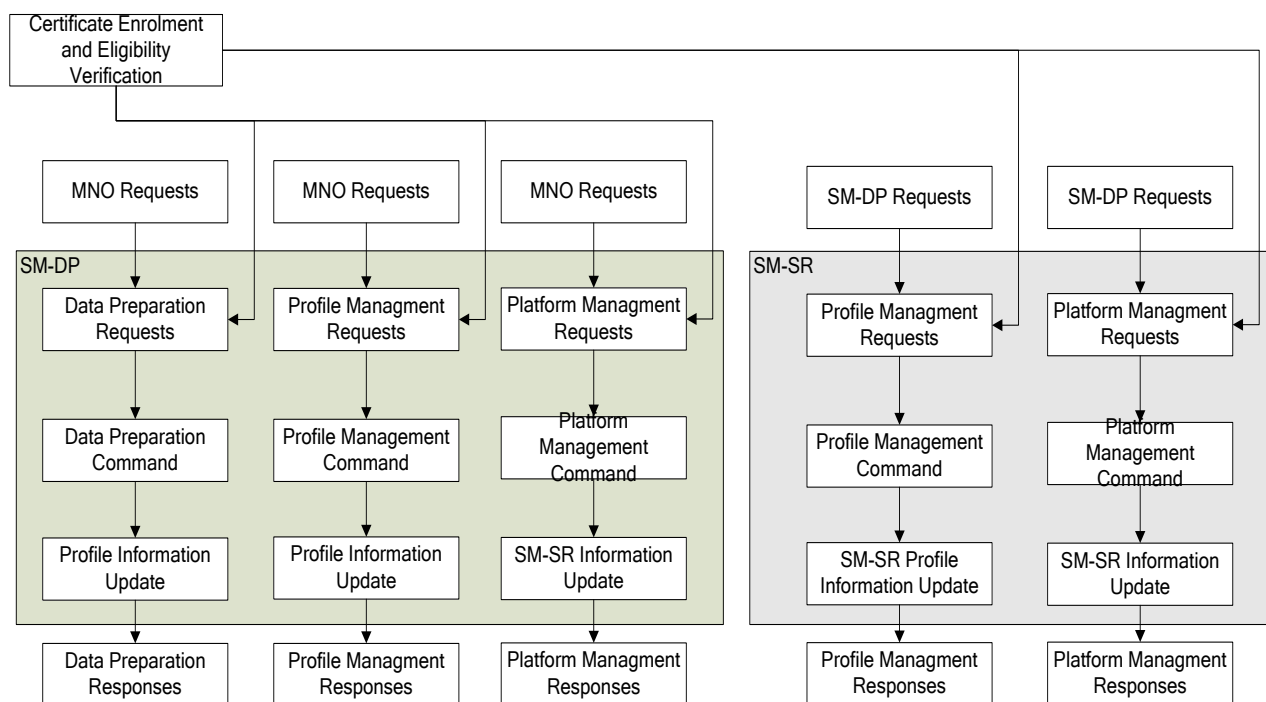 Certificate Enrolment
and Eligibility
Verification
MNO Requests
MNO Requests
MNO Requests
SM-DP Requests
SM-DP Requests
SM-DP
SM-SR
Data Preparation
Requests
Profile Managment
Requests
Platform Managment
Requests
Profile Managment
Requests
Platform Managment
Requests
Data Preparation
Command
Profile Management
Command
Platform
Management
Command
Profile Management
Command
Platform
Management
Command
Profile Information
Update
Profile Information
Update
SM-SR Information
Update
SM-SR Profile
Information Update
SM-SR Information
Update
Data Preparation
Responses
Profile Managment
Responses
Platform Managment
Responses
Profile Managment
Responses
Platform Managment
Responses